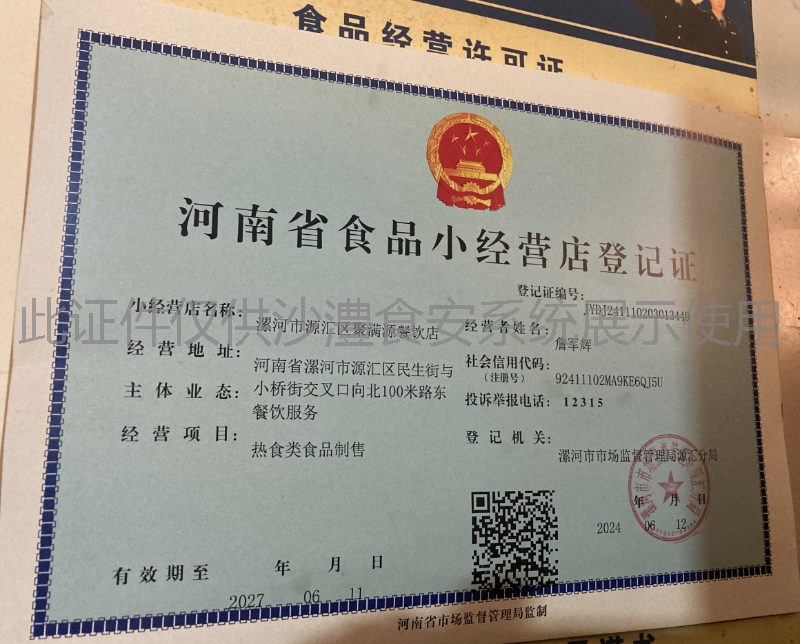 食品经营许可证
河南省食品小经营店登记证
登记证编号: JYDJ241110203013449
小经营店名称: 漯河市源汇区聚满源餐饮店
经营者姓名: 詹军辉
此证件仅供沙澧食安系统展示使用
经营地址: 河南省漯河市源汇区民生街与
小桥街交叉口向北100米路东
社会信用代码: 92411102MA9KE6QJ5U
(注册号)
主体业态: 餐饮服务
投诉举报电话: 12315
经营项目: 热食类食品制售
登记机关: 漯河市市场监督管理局源汇分局
年 月 日
2024 06 12
有效期至 年 月 日
2027 06 11
河南省市场监督管理局监制